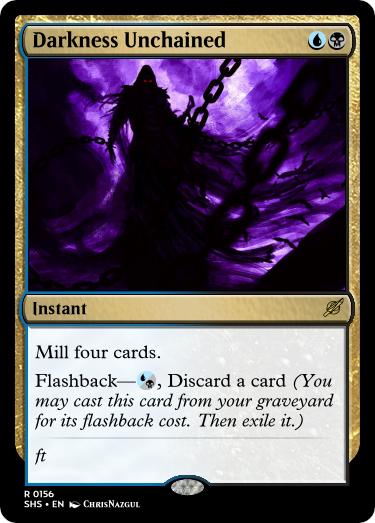 Darkness Unchained
Instant
Mill four cards.
Flashback—, Discard a card (You
may cast this card from your graveyard
for its flashback cost. Then exile it.)
ft
R 0156
SHS • EN ChrisNazgul